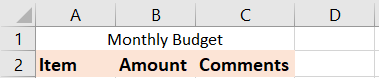 A B C D
1 Monthly Budget
2 Item Amount Comments